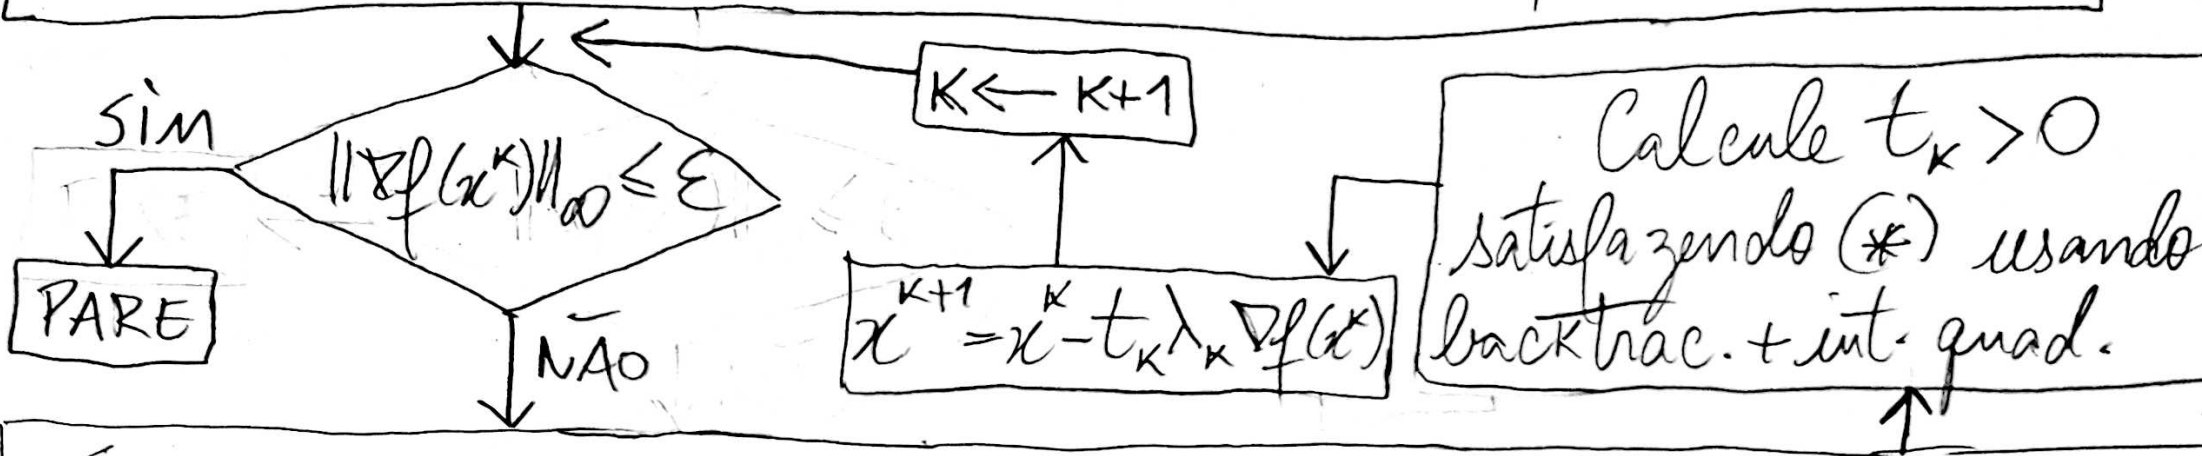 SIM
||∇f(x^k)||_∞ ≤ ε
PARE
NÃO
K ← K+1
x^{k+1} = x^k - t_k λ_k ∇f(x^k)
Calcule t_k > 0
satisfazendo (*) usando
backtrac. + int. quad.